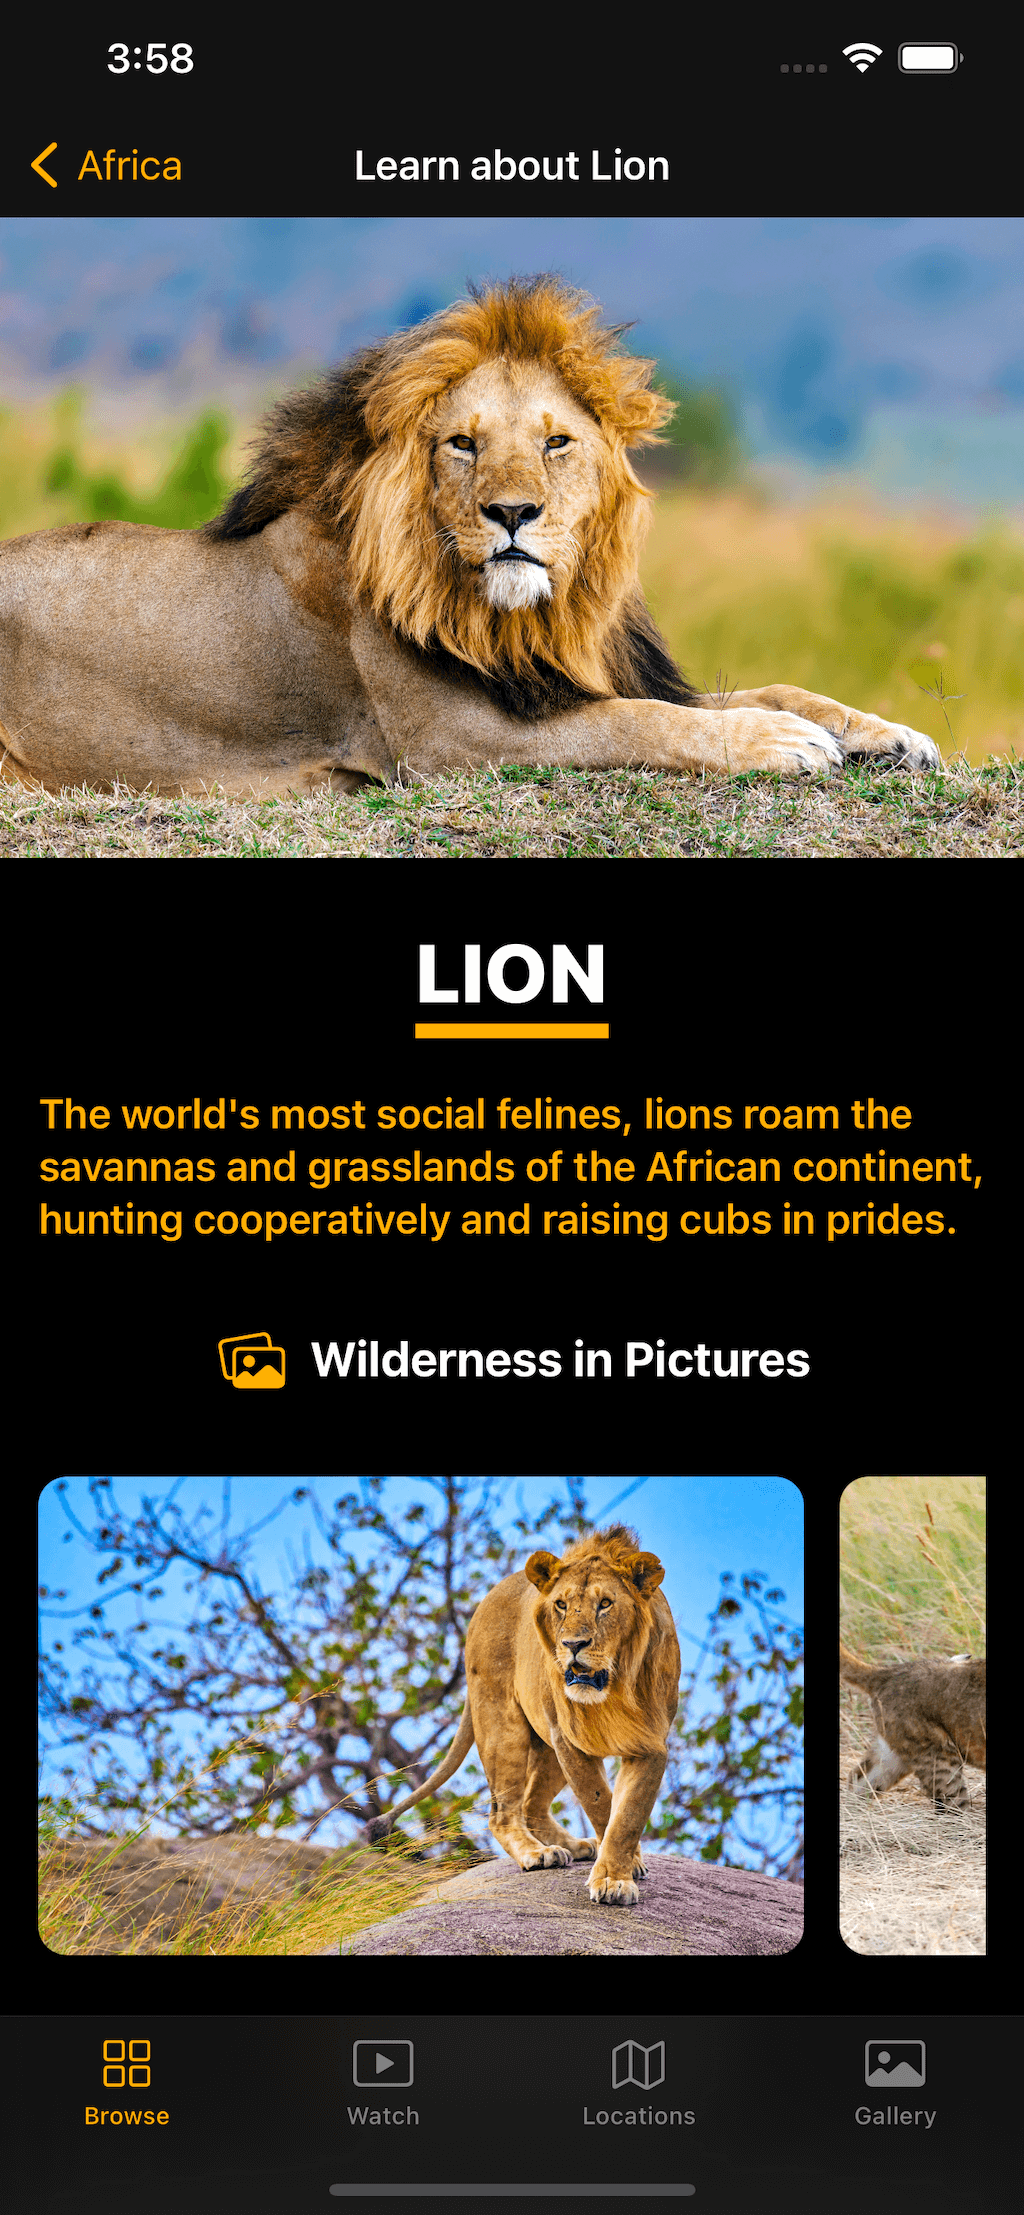 3:58
Africa
Learn about Lion
LION
The world's most social felines, lions roam the
savannas and grasslands of the African continent,
hunting cooperatively and raising cubs in prides.
Wilderness in Pictures
Browse
Watch
Locations
Gallery